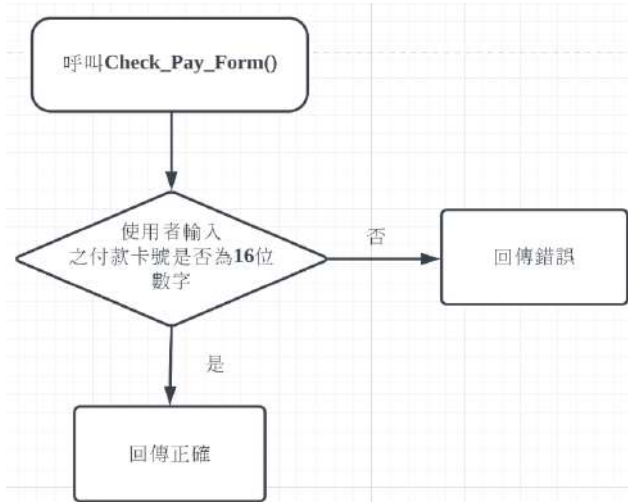 呼叫Check_Pay_Form()
使用者輸入
之付款卡號是否為16位
數字
否
回傳錯誤
是
回傳正確